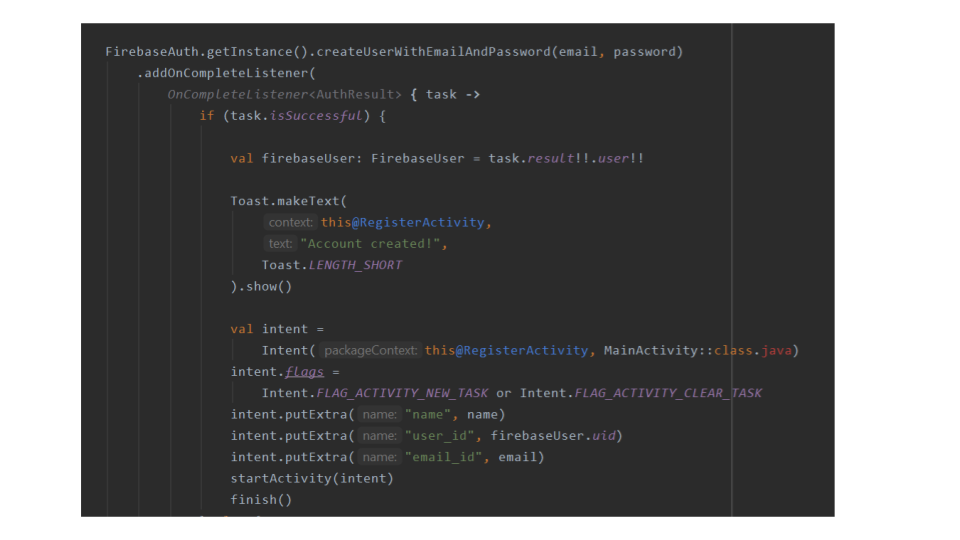 FirebaseAuth.getInstance().createUserWithEmailAndPassword(email, password)
.addOnCompleteListener(
OnCompleteListener<AuthResult> { task ->
if (task.isSuccessful) {
val firebaseUser: FirebaseUser = task.result!!.user!!
Toast.makeText(
context: this@RegisterActivity,
text: "Account created!",
Toast.LENGTH_SHORT
).show()
val intent =
Intent( packageContext: this@RegisterActivity, MainActivity::class.java)
intent.flags =
Intent.FLAG_ACTIVITY_NEW_TASK or Intent.FLAG_ACTIVITY_CLEAR_TASK
intent.putExtra( name: "name", name)
intent.putExtra( name: "user_id", firebaseUser.uid)
intent.putExtra( name: "email_id", email)
startActivity(intent)
finish()